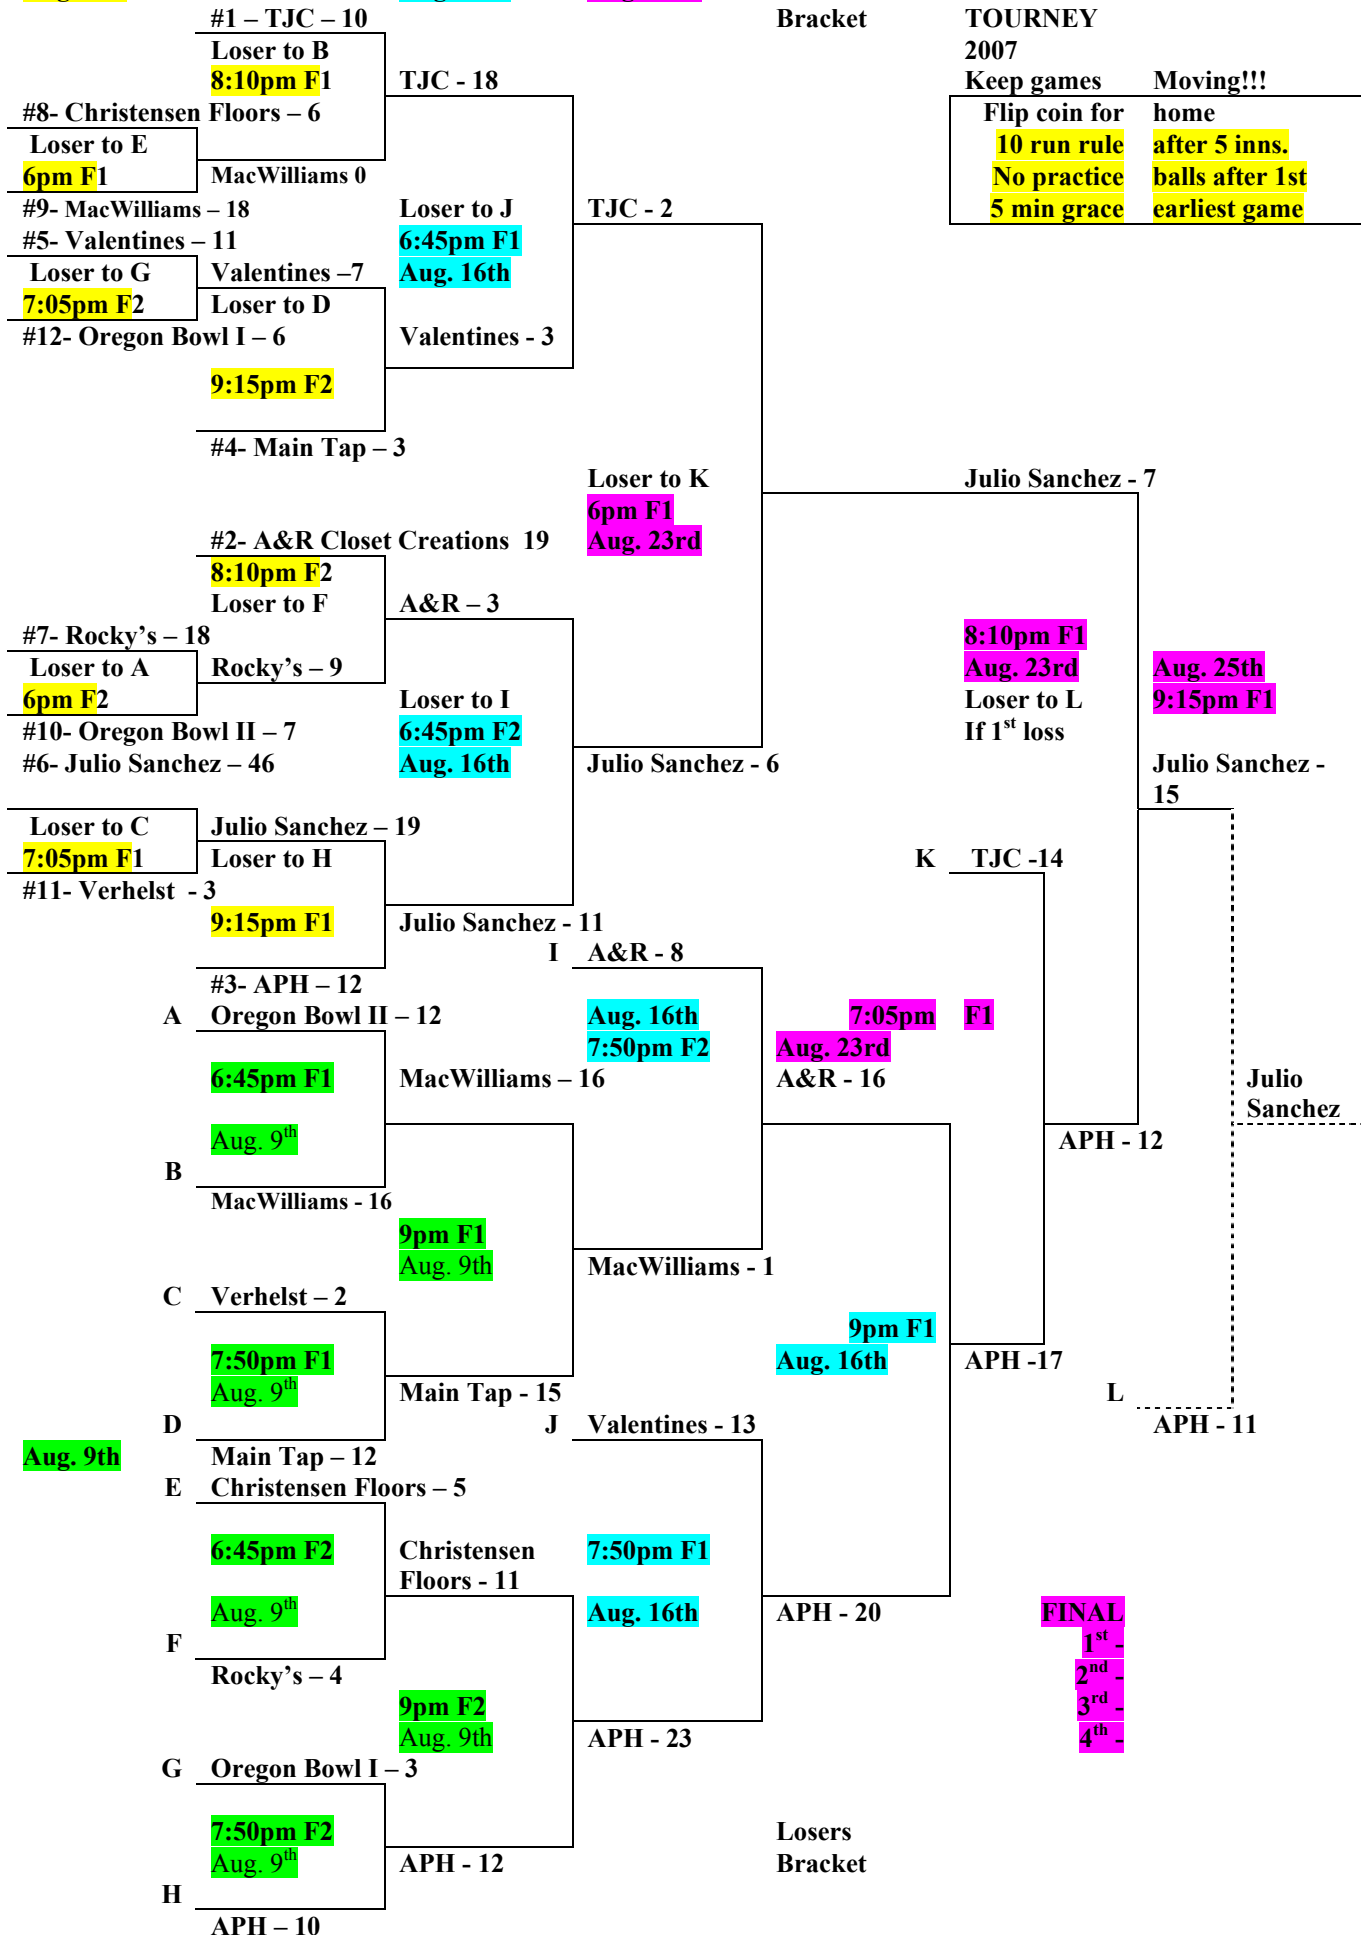 #1 – TJC – 10
Bracket
TOURNEY
2007
Loser to B
8:10pm F1
TJC - 18
Keep games
Moving!!!
#8- Christensen Floors – 6
Flip coin for
home
Loser to E
10 run rule
after 5 inns.
6pm F1
MacWilliams 0
No practice
balls after 1st
#9- MacWilliams – 18
Loser to J
TJC - 2
5 min grace
earliest game
#5- Valentines – 11
6:45pm F1
Loser to G
Valentines –7
Aug. 16th
7:05pm F2
Loser to D
#12- Oregon Bowl I – 6
Valentines - 3
9:15pm F2
#4- Main Tap – 3
Loser to K
Julio Sanchez - 7
6pm F1
#2- A&R Closet Creations 19
Aug. 23rd
8:10pm F2
Loser to F
A&R – 3
#7- Rocky's – 18
8:10pm F1
Loser to A
Rocky's – 9
Aug. 23rd
Aug. 25th
6pm F2
Loser to I
Loser to L
9:15pm F1
#10- Oregon Bowl II – 7
6:45pm F2
If 1st loss
#6- Julio Sanchez – 46
Aug. 16th
Julio Sanchez - 6
Julio Sanchez -
15
Loser to C
Julio Sanchez – 19
7:05pm F1
Loser to H
K TJC -14
#11- Verhelst - 3
9:15pm F1
Julio Sanchez - 11
I A&R - 8
#3- APH – 12
A Oregon Bowl II – 12
Aug. 16th
7:05pm F1
7:50pm F2
Aug. 23rd
6:45pm F1
MacWilliams – 16
A&R - 16
Julio
Sanchez
Aug. 9th
APH - 12
B
MacWilliams - 16
9pm F1
Aug. 9th
MacWilliams - 1
C Verhelst – 2
9pm F1
7:50pm F1
Aug. 16th
APH -17
Aug. 9th
Main Tap - 15
L
D
J Valentines - 13
APH - 11
Aug. 9th
Main Tap – 12
E Christensen Floors – 5
6:45pm F2
Christensen
Floors - 11
7:50pm F1
Aug. 9th
Aug. 16th
APH - 20
FINAL
F
1st -
Rocky's – 4
2nd -
9pm F2
3rd -
Aug. 9th
APH - 23
4th -
G Oregon Bowl I – 3
7:50pm F2
Losers
Aug. 9th
APH - 12
Bracket
H
APH – 10